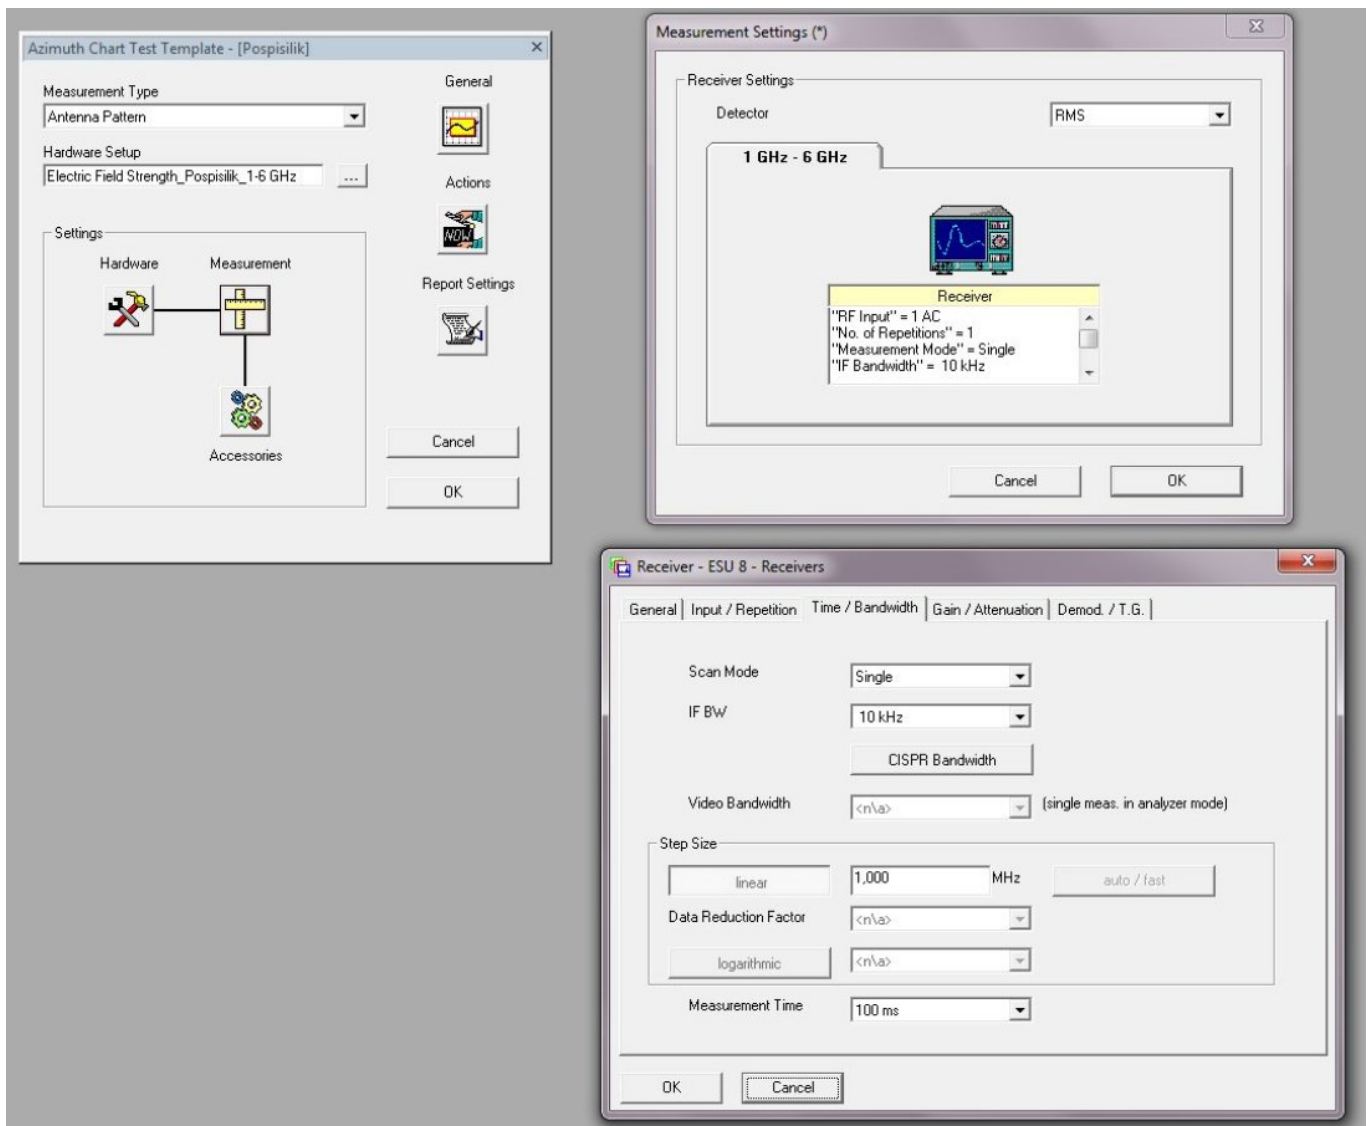 Azimuth Chart Test Template - [Pospisilik]
Measurement Type
Antenna Pattern
Hardware Setup
Electric Field Strength_Pospisilik_1-6 GHz
...
Settings
Hardware
Measurement
Accessories
General
Actions
NOW
Report Settings
Cancel
OK
Measurement Settings (*)
Receiver Settings
Detector
RMS
1 GHz - 6 GHz
Receiver
"RF Input" = 1 AC
"No. of Repetitions" = 1
"Measurement Mode" = Single
"IF Bandwidth" = 10 kHz
Cancel
OK
Receiver - ESU 8 - Receivers
General
Input / Repetition
Time / Bandwidth
Gain / Attenuation
Demod. / T.G.
Scan Mode
Single
IF BW
10 kHz
CISPR Bandwidth
Video Bandwidth
<n\a>
(single meas. in analyzer mode)
Step Size
linear
1,000
MHz
auto / fast
Data Reduction Factor
<n\a>
logarithmic
<n\a>
Measurement Time
100 ms
OK
Cancel